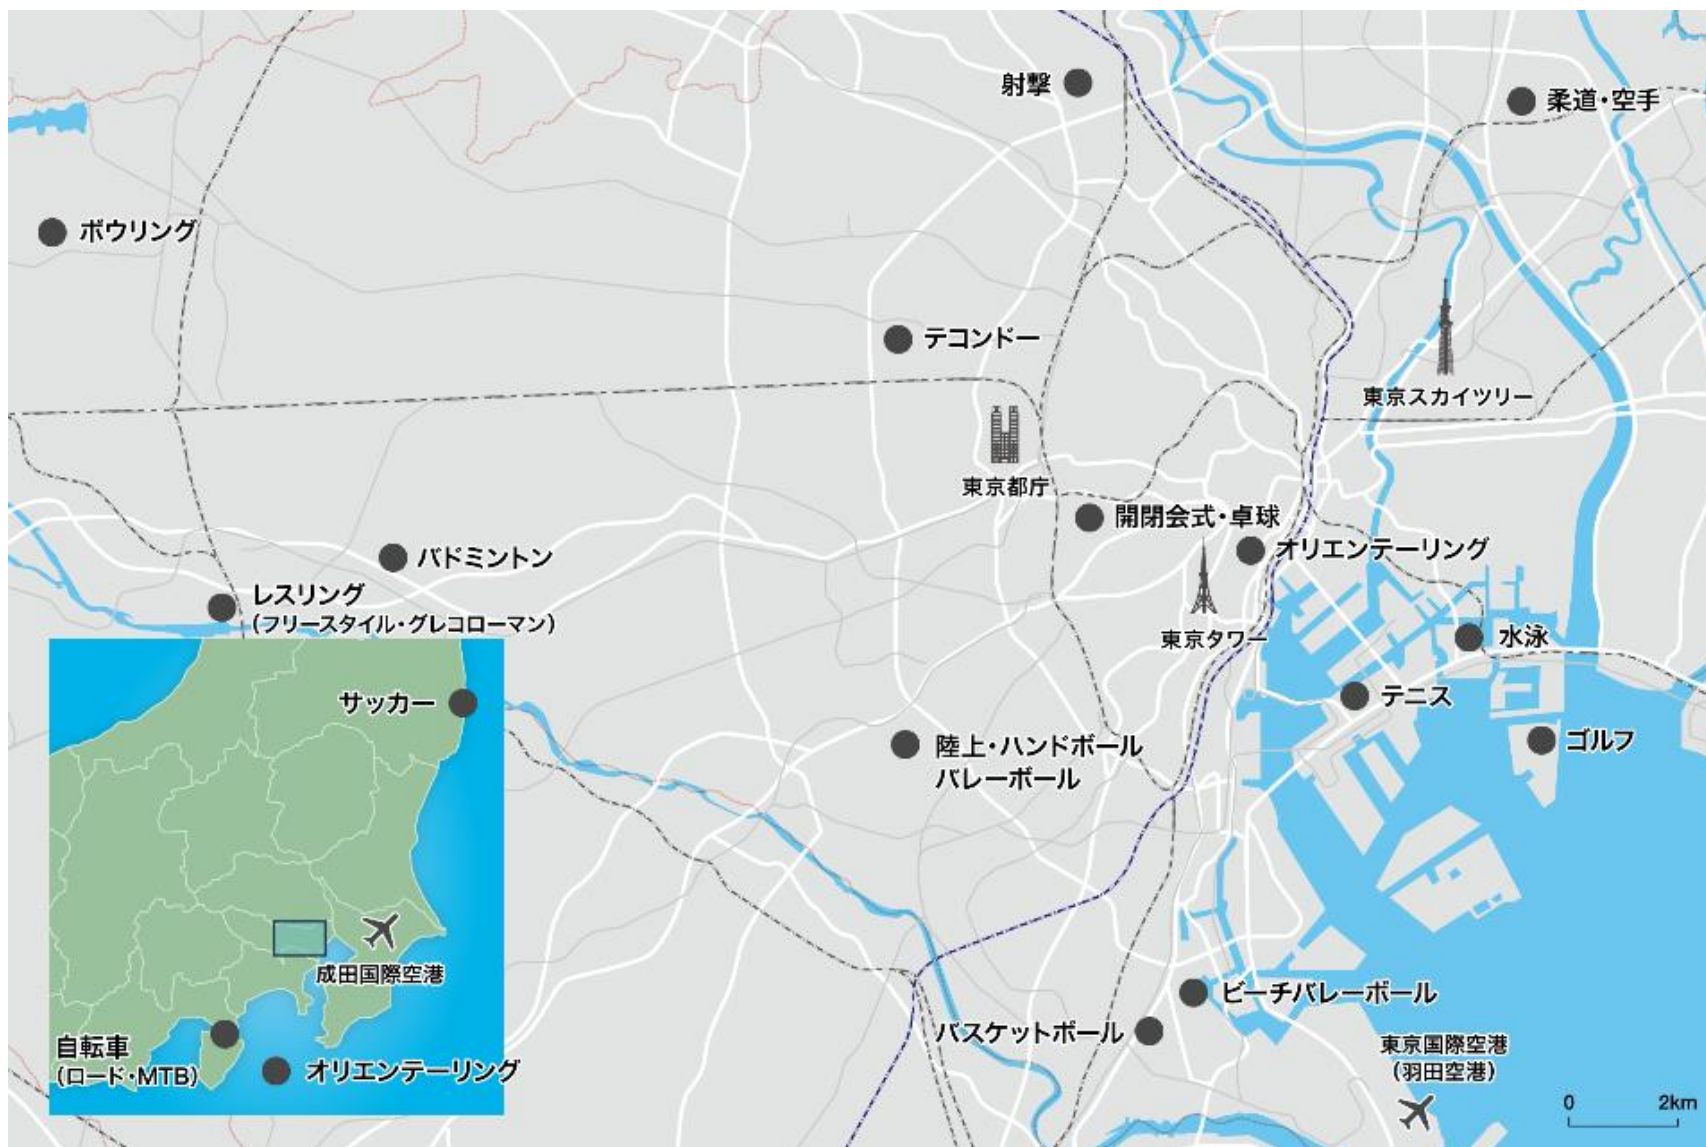 射撃
柔道・空手
ボウリング
テコンドー
東京スカイツリー
東京都庁
開閉会式・卓球
オリエンテーリング
バドミントン
レスリング
(フリースタイル・グレコローマン)
東京タワー
水泳
テニス
サッカー
ゴルフ
陸上・ハンドボール
バレーボール
成田国際空港
ビーチバレーボール
バスケットボール
自転車
(ロード・MTB)
オリエンテーリング
東京国際空港
(羽田空港)
0 2km